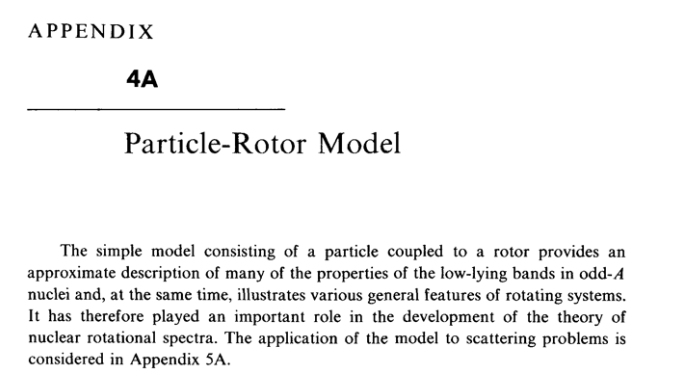 APPENDIX
4A
Particle-Rotor Model
The simple model consisting of a particle coupled to a rotor provides an
approximate description of many of the properties of the low-lying bands in odd-A
nuclei and, at the same time, illustrates various general features of rotating systems.
It has therefore played an important role in the development of the theory of
nuclear rotational spectra. The application of the model to scattering problems is
considered in Appendix 5A.